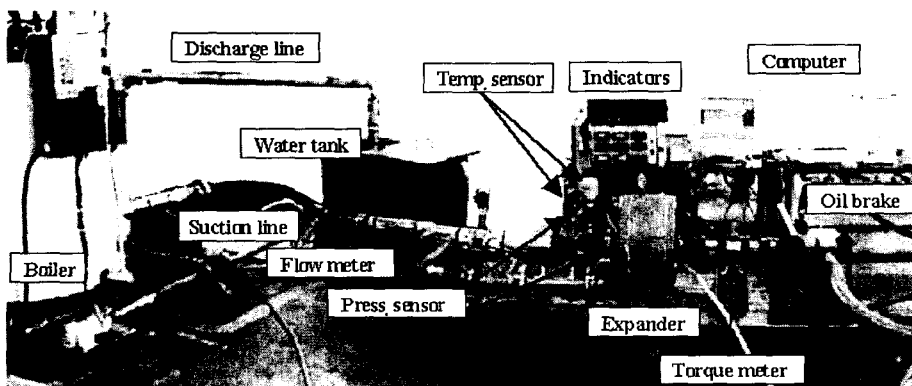 Discharge line
Computer
Temp. sensor
Indicators
Water tank
Oil brake
Suction line
Boiler
Flow meter
Press. sensor
Expander
Torque meter